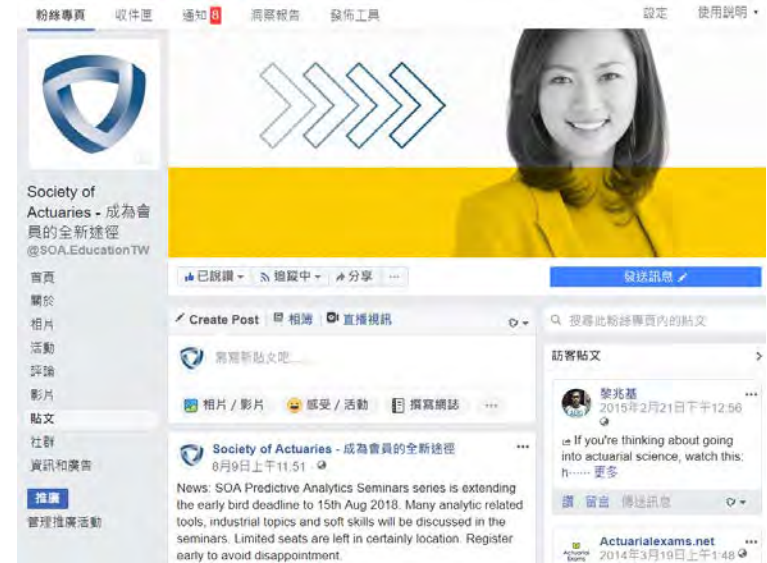 粉絲專頁 收件匣 通知 8 洞察報告 發佈工具 設定 使用說明
Society of
Actuaries - 成為會
員的全新途徑
@SOA.EducationTW
首頁
關於
相片
活動
評論
影片
貼文
社群
資訊和廣告
推廣
管理推廣活動
已說讚 追蹤中 分享 ...
發送訊息
Create Post 相簿 直播視訊
寫寫新貼文吧......
相片 / 影片 感受 / 活動 撰寫網誌 ...
Society of Actuaries - 成為會員的全新途徑 ...
8月9日上午11:51 ·
News: SOA Predictive Analytics Seminars series is extending
the early bird deadline to 15th Aug 2018. Many analytic related
tools, industrial topics and soft skills will be discussed in the
seminars. Limited seats are left in certainly location. Register
early to avoid disappointment.
搜尋此粉絲專頁內的貼文
訪客貼文
黎兆基 ...
2015年2月21日下午12:56
If you're thinking about going
into actuarial science, watch this:
h······ 更多
讚 留言 傳送訊息
Actuarialexams.net ...
2014年3月19日上午1:48